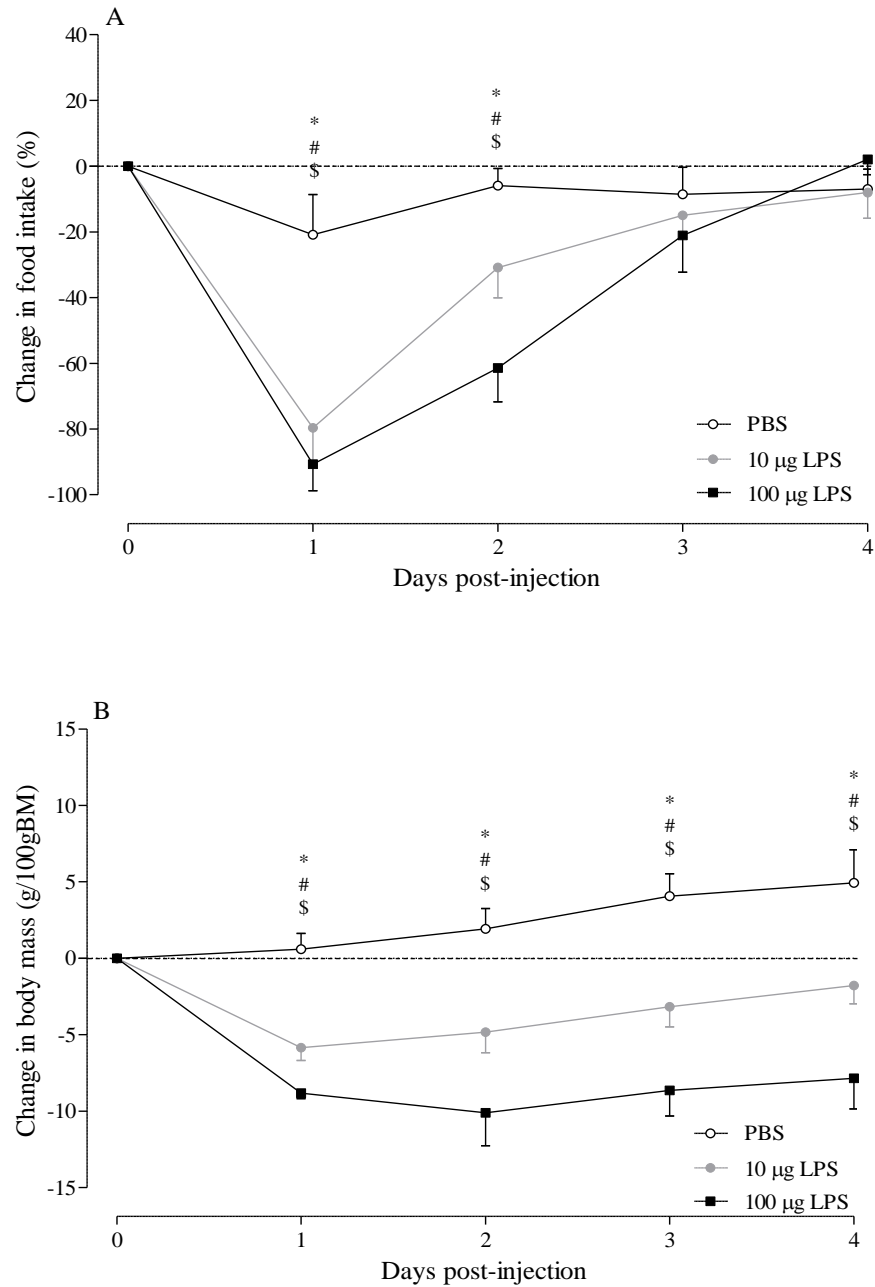 A
Change in food intake (%)
40
20
0
-20
-40
-60
-80
-100
*
#
$
*
#
$
PBS
10 μg LPS
100 μg LPS
0 1 2 3 4
Days post-injection
B
Change in body mass (g/100gBM)
15
10
5
0
-5
-10
-15
*
#
$
*
#
$
*
#
$
*
#
$
PBS
10 μg LPS
100 μg LPS
0 1 2 3 4
Days post-injection